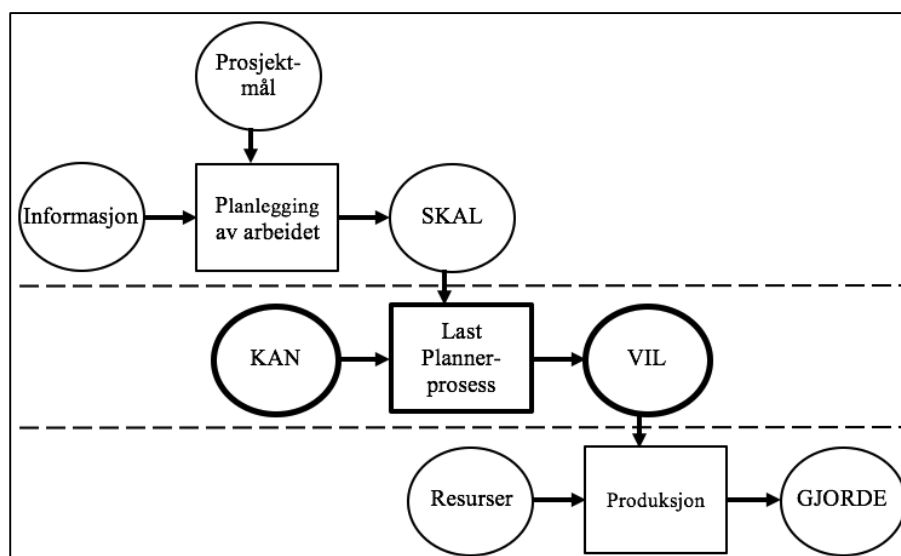 Prosjekt-
mål
Informasjon
Planlegging
av arbeidet
SKAL
KAN
Last
Planner-
prosess
VIL
Resurser
Produksjon
GJORDE